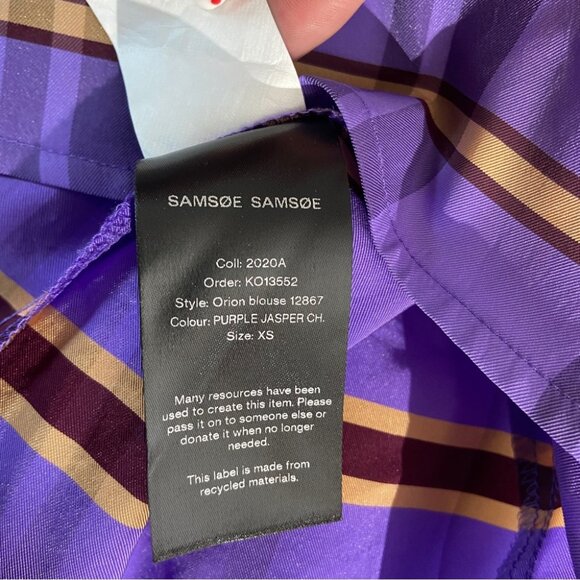 SAMSØE SAMSØE
Coll: 2020A
Order: KO13552
Style: Orion blouse 12867
Colour: PURPLE JASPER CH.
Size: XS
Many resources have been
used to create this item. Please
pass it on to someone else or
donate it when no longer
needed.
This label is made from
recycled materials.